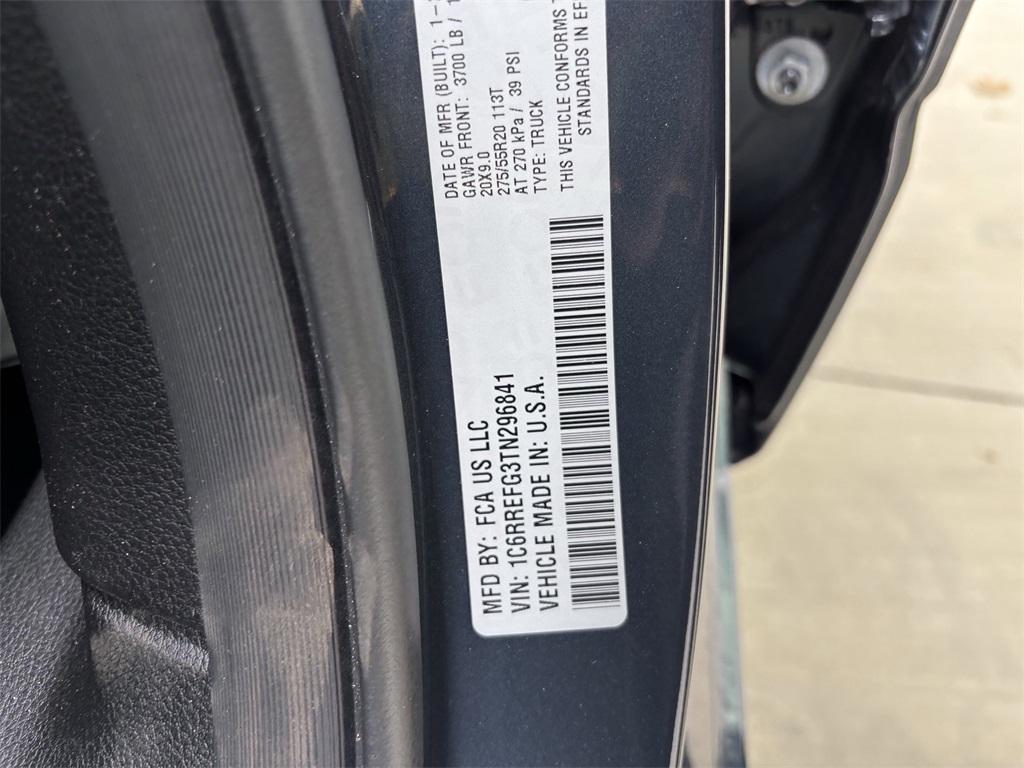 MFD BY: FCA US LLC
VIN: 1C6RREFG3TN296841
VEHICLE MADE IN: U.S.A.
DATE OF MFR (BUILT): 1-
GAWR FRONT: 3700 LB /
20X9.0
275/55R20 113T
AT 270 kPa / 39 PSI
TYPE: TRUCK
THIS VEHICLE CONFORMS
STANDARDS IN